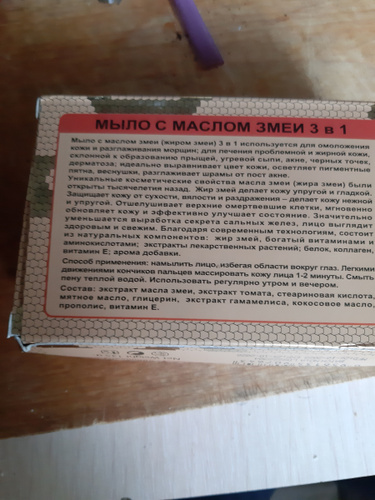 МЫЛО С МАСЛОМ ЗМЕИ 3 в 1
Мыло с маслом змеи (жиром змеи) 3 в 1 используется для омоложения
кожи и разглаживания морщин; для лечения проблемной и жирной кожи,
склонной к образованию прыщей, угревой сыпи, акне, черных точек,
дерматоза; идеально выравнивает цвет кожи, осветляет пигментные
пятна, веснушки, разглаживает шрамы от пост акне.
Уникальные косметические свойства масла змеи (жира змеи) были
открыты тысячелетия назад. Жир змеи делает кожу упругой и гладкой.
Защищает кожу от сухости, вялости и раздражения – делает кожу нежной
и упругой. Отшелушивает верхние омертвевшие клетки, мгновенно
обновляет кожу и эффективно улучшает состояние. Значительно
уменьшается выработка секрета сальных желез, лицо выглядит
здоровым и свежим. Благодаря современным технологиям, состоит
из натуральных компонентов: жир змеи, богатый витаминами и
аминокислотами; экстракты лекарственных растений; белок, коллаген,
витамин Е; арома добавки.
Способ применения: намылить лицо, избегая области вокруг глаз. Легкими
движениями кончиков пальцев массировать кожу лица 1-2 минуты. Смыть
пену теплой водой. Использовать регулярно утром и вечером.
Состав: экстракт масла змеи, экстракт томата, стеариновая кислота,
мятное масло, глицерин, экстракт гамамелиса, кокосовое масло,
прополис, витамин Е.